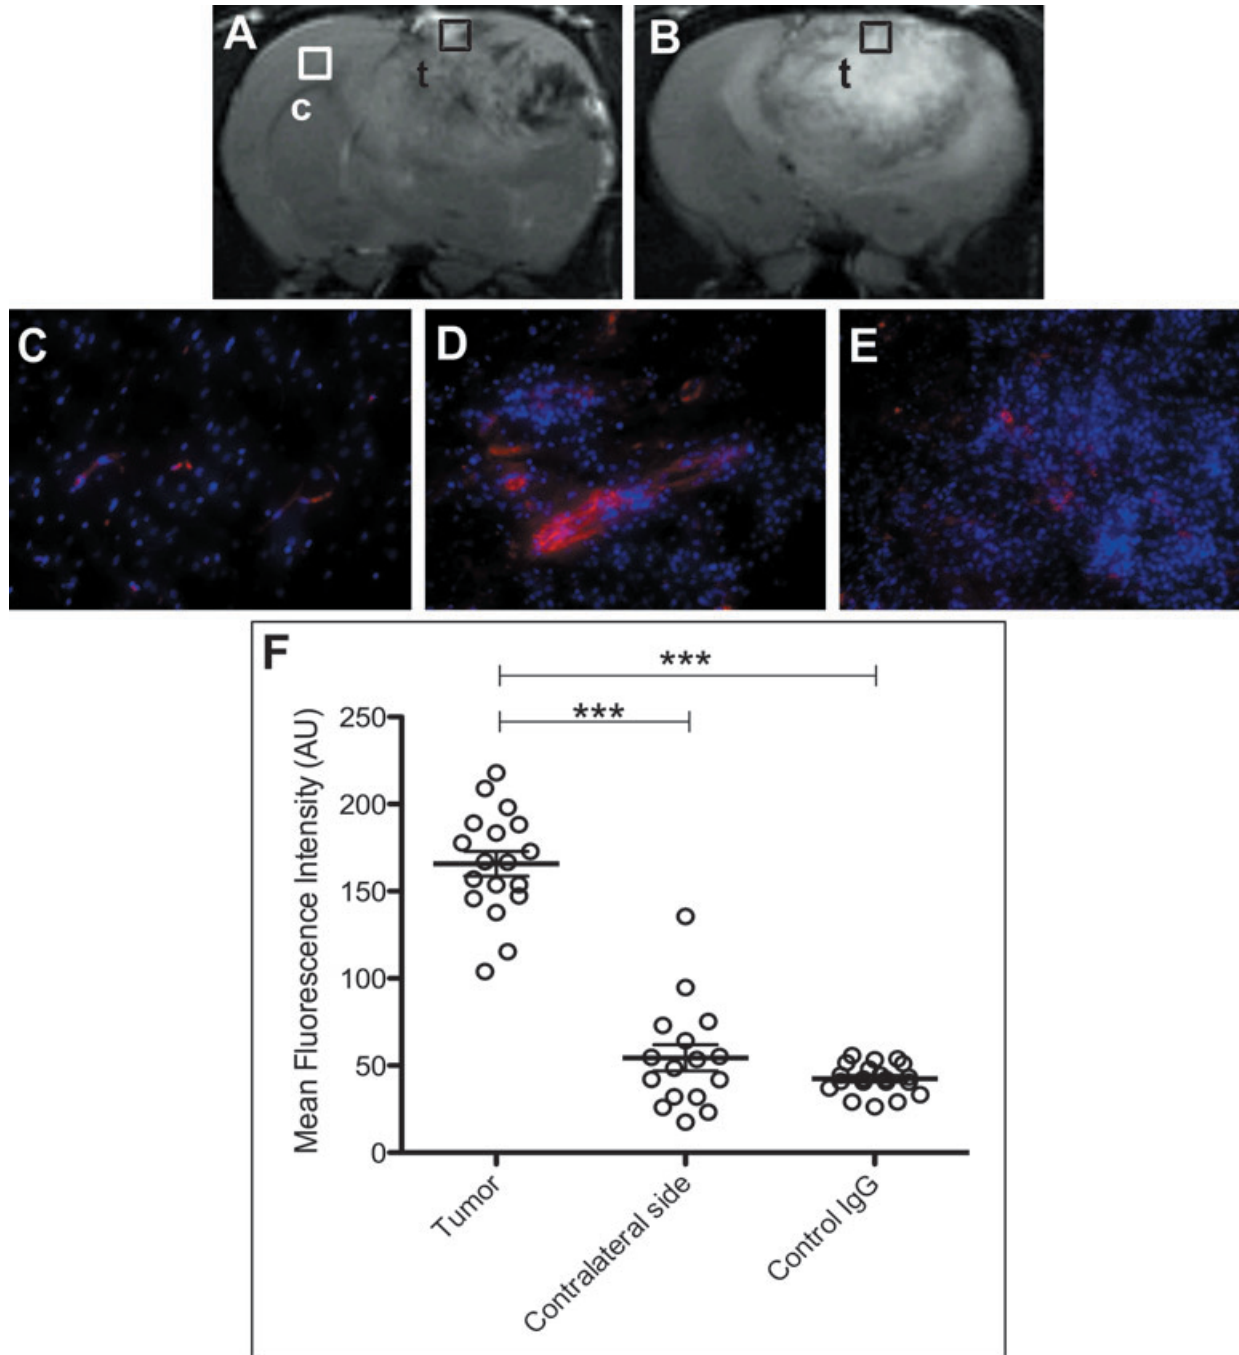 A
c
t
B
t
C
D
E
F
***
***
Mean Fluorescence Intensity (AU)
250
200
150
100
50
0
Tumor
Contralateral side
Control IgG